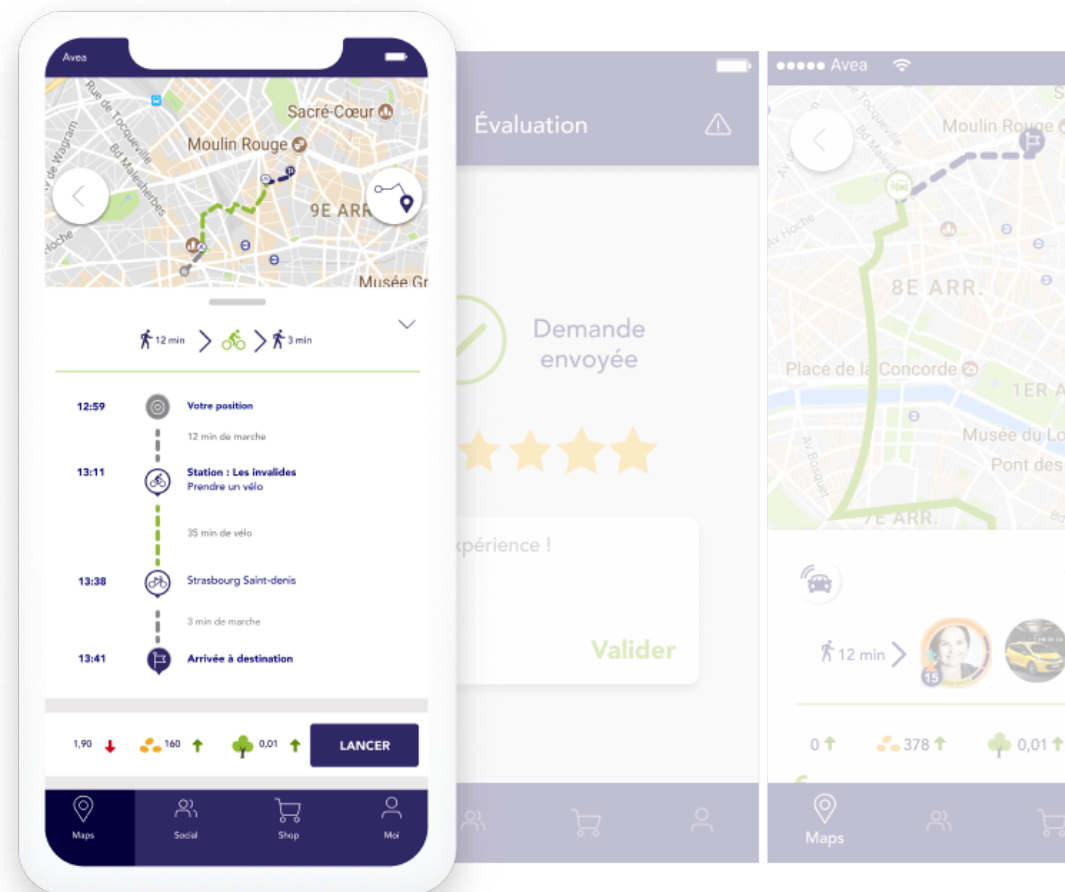 Avea
Rue de Tocqueville
Bd Malesherbes
Sacré-Cœur
Moulin Rouge
9E ARR
Musée Gr
12 min
3 min
12:59
Votre position
12 min de marche
13:11
Station : Les invalides
Prendre un vélo
35 min de vélo
13:38
Strasbourg Saint-denis
3 min de marche
13:41
Arrivée à destination
1,90
160
0,01
LANCER
Maps
Social
Shop
Moi
Évaluation
Demande
envoyée
xpérience !
Valider
Avea
Moulin Rouge
Av Hoche
8E ARR.
Place de la Concorde
1ER A
Musée du Lo
Pont des
Av Bosquet
7E ARR.
12 min
15
0
378
0,01
Maps